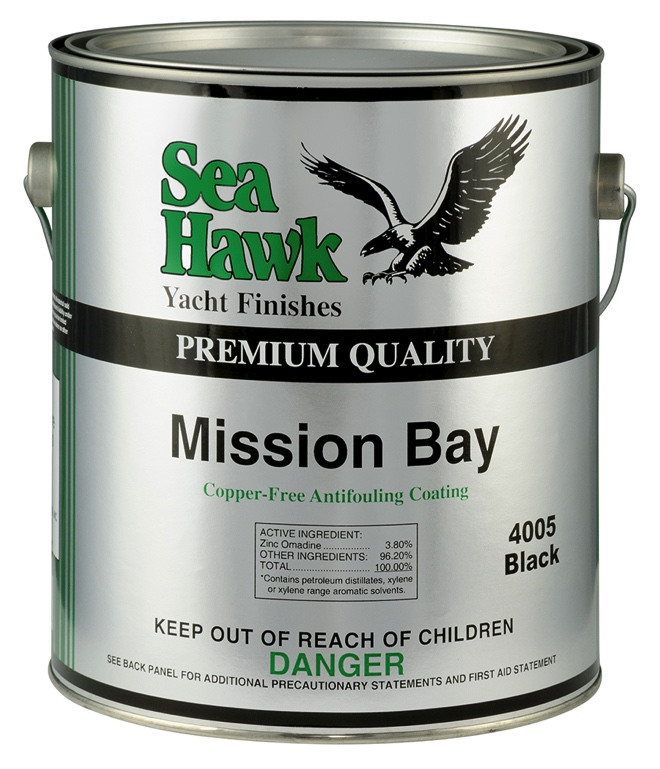 Sea
Hawk
Yacht Finishes
PREMIUM QUALITY
Mission Bay
Copper-Free Antifouling Coating
ACTIVE INGREDIENT:
Zinc Omadine ................ 3.80%
OTHER INGREDIENTS: 96.20%
TOTAL ........................ 100.00%
*Contains petroleum distillates, xylene
or xylene range aromatic solvents.
4005
Black
KEEP OUT OF REACH OF CHILDREN
DANGER
SEE BACK PANEL FOR ADDITIONAL PRECAUTIONARY STATEMENTS AND FIRST AID STATEMENT